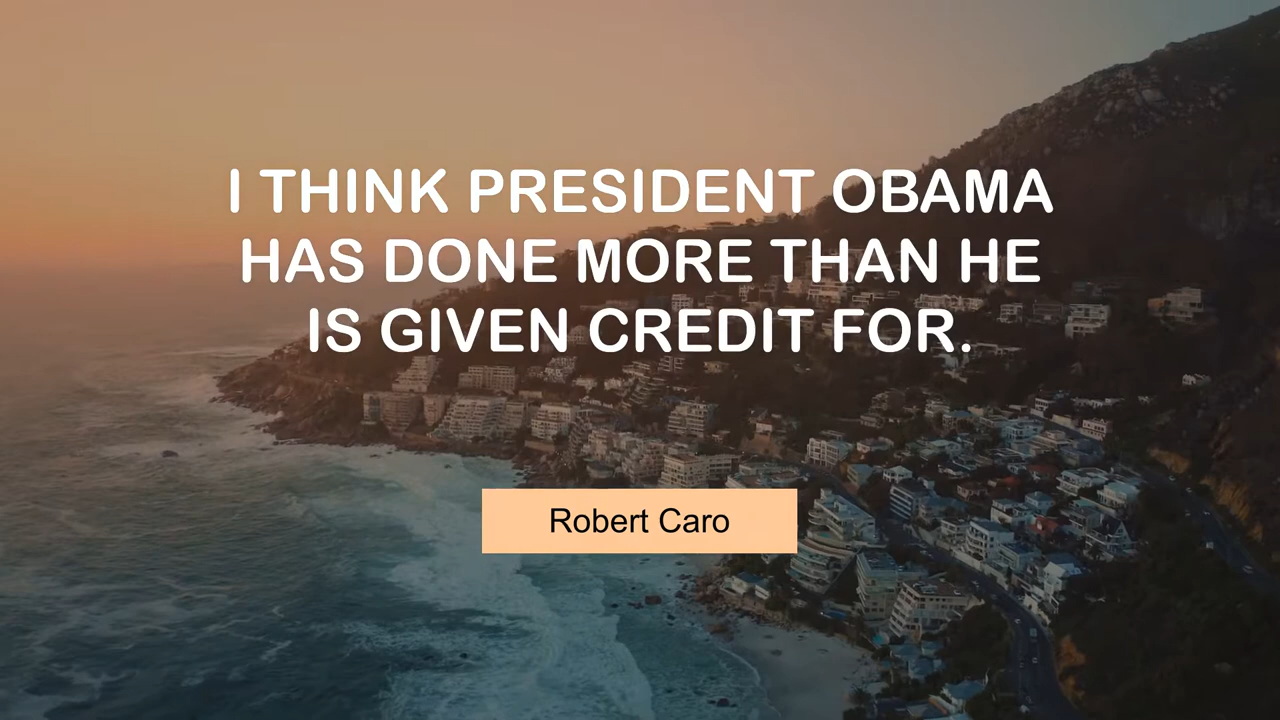 I THINK PRESIDENT OBAMA
HAS DONE MORE THAN HE
IS GIVEN CREDIT FOR.
Robert Caro